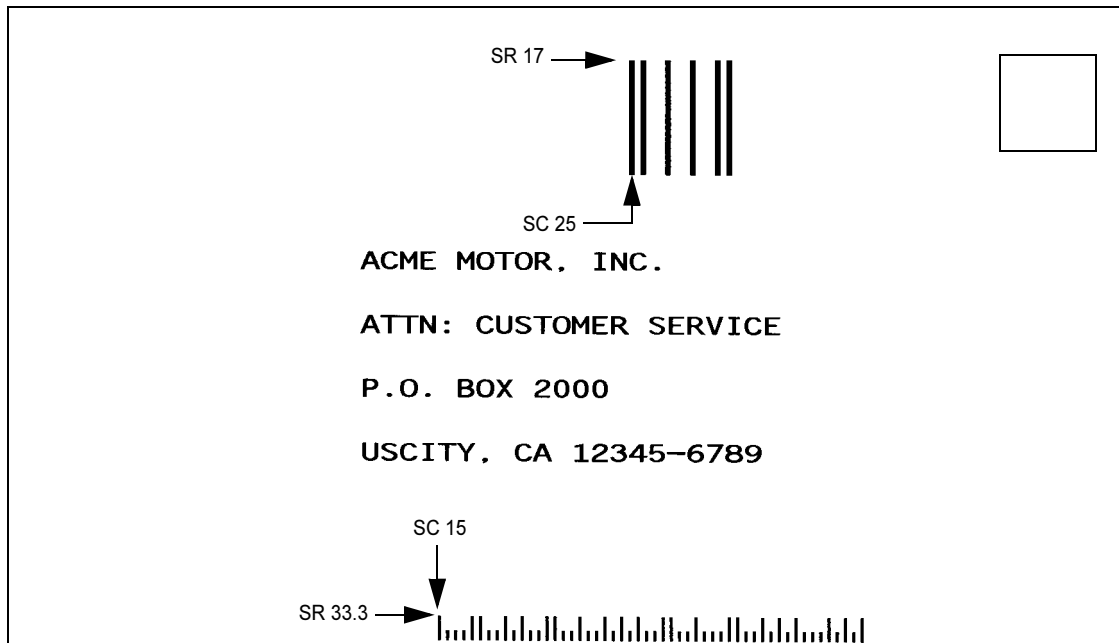 SR 17
SC 25
ACME MOTOR, INC.
ATTN: CUSTOMER SERVICE
P.O. BOX 2000
USCITY, CA 12345-6789
SC 15
SR 33.3